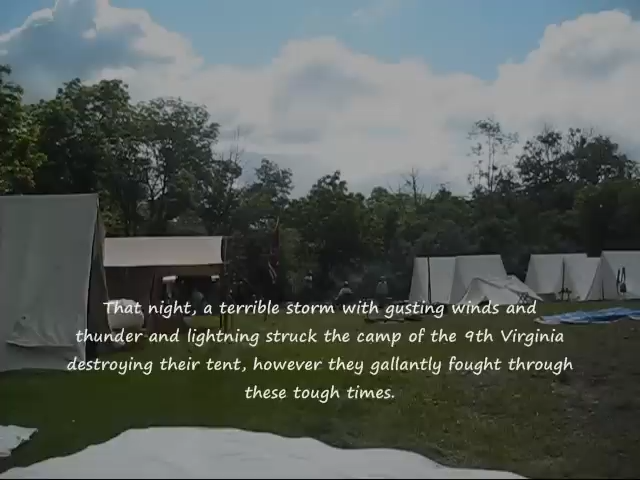 That night, a terrible storm with gusting winds and
thunder and lightning struck the camp of the 9th Virginia
destroying their tent, however they gallantly fought through
these tough times.